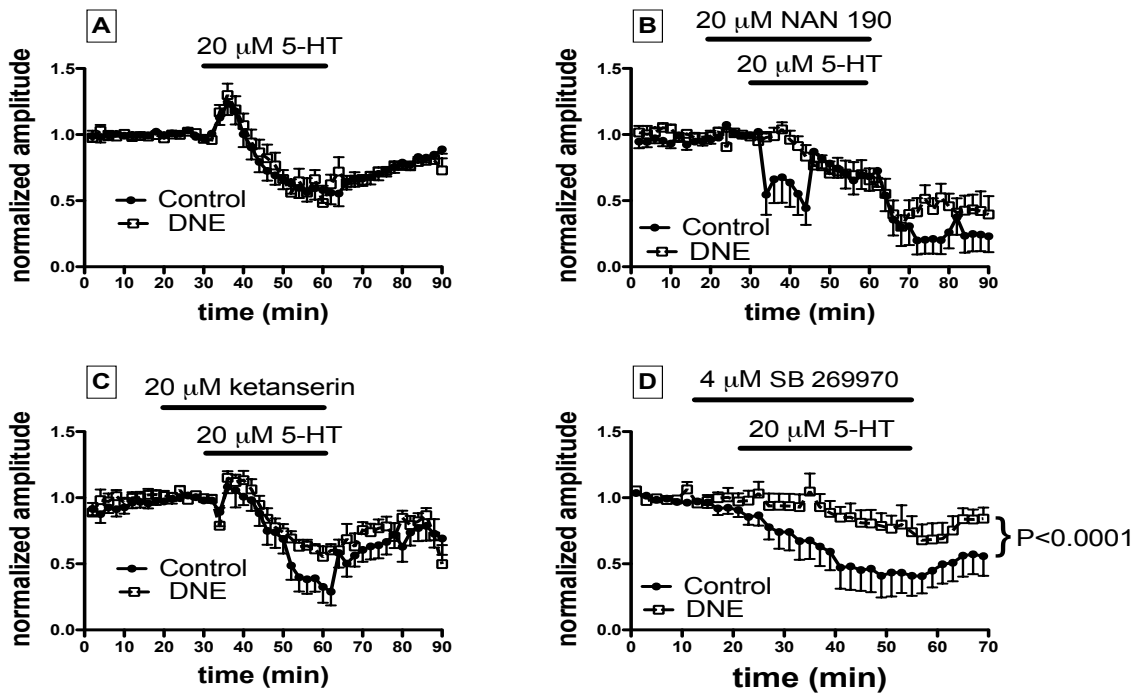 A
20 μM 5-HT
normalized amplitude
1.5
1.0
0.5
0.0
Control
DNE
0 10 20 30 40 50 60 70 80 90
time (min)
B
20 μM NAN 190
20 μM 5-HT
normalized amplitude
1.5
1.0
0.5
0.0
Control
DNE
0 10 20 30 40 50 60 70 80 90
time (min)
C
20 μM ketanserin
20 μM 5-HT
normalized amplitude
1.5
1.0
0.5
0.0
Control
DNE
0 10 20 30 40 50 60 70 80 90
time (min)
D
4 μM SB 269970
20 μM 5-HT
normalized amplitude
1.5
1.0
0.5
0.0
Control
DNE
P<0.0001
0 10 20 30 40 50 60 70
time (min)